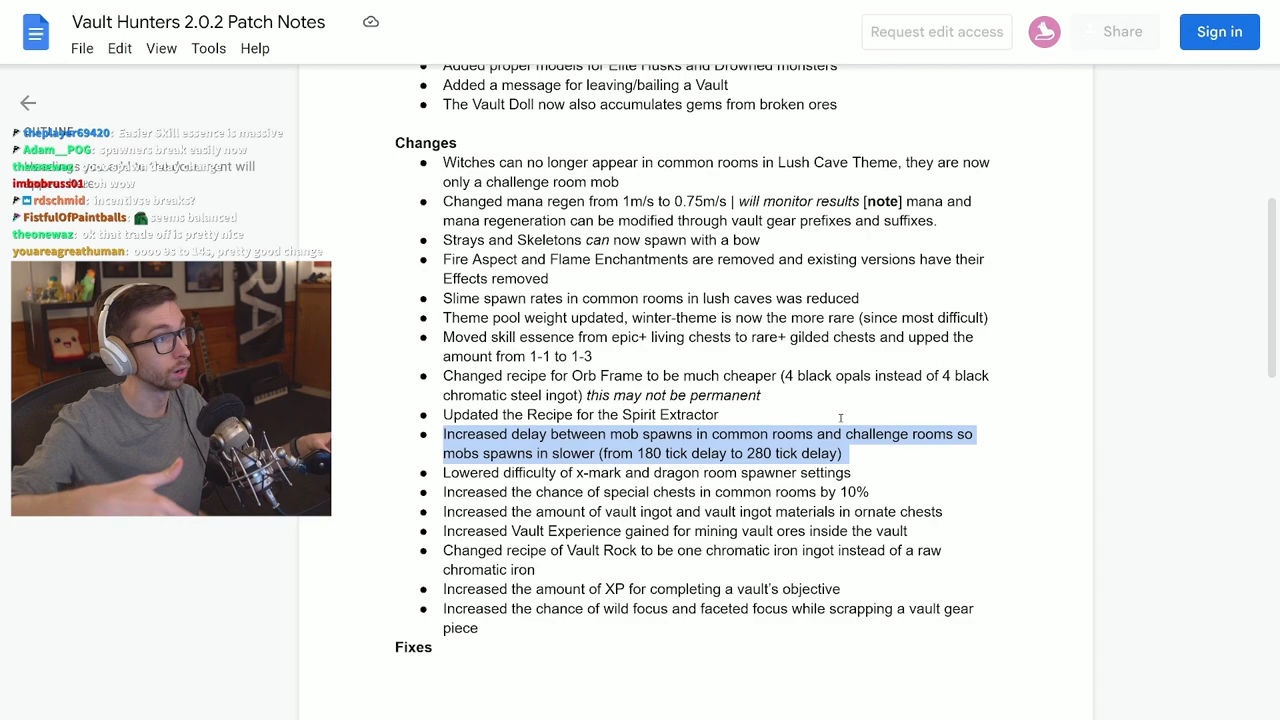 Vault Hunters 2.0.2 Patch Notes
File Edit View Tools Help
Request edit access
Share
Sign in
Added proper models for Elite Husks and Drowned monsters
Added a message for leaving/bailing a Vault
The Vault Doll now also accumulates gems from broken ores
Changes
Witches can no longer appear in common rooms in Lush Cave Theme, they are now
only a challenge room mob
Changed mana regen from 1m/s to 0.75m/s | will monitor results [note] mana and
mana regeneration can be modified through vault gear prefixes and suffixes.
Strays and Skeletons can now spawn with a bow
Fire Aspect and Flame Enchantments are removed and existing versions have their
Effects removed
Slime spawn rates in common rooms in lush caves was reduced
Theme pool weight updated, winter-theme is now the more rare (since most difficult)
Moved skill essence from epic+ living chests to rare+ gilded chests and upped the
amount from 1-1 to 1-3
Changed recipe for Orb Frame to be much cheaper (4 black opals instead of 4 black
chromatic steel ingot) this may not be permanent
Updated the Recipe for the Spirit Extractor
Increased delay between mob spawns in common rooms and challenge rooms so
mobs spawns in slower (from 180 tick delay to 280 tick delay)
Lowered difficulty of x-mark and dragon room spawner settings
Increased the chance of special chests in common rooms by 10%
Increased the amount of vault ingot and vault ingot materials in ornate chests
Increased Vault Experience gained for mining vault ores inside the vault
Changed recipe of Vault Rock to be one chromatic iron ingot instead of a raw
chromatic iron
Increased the amount of XP for completing a vault's objective
Increased the chance of wild focus and faceted focus while scrapping a vault gear
piece
Fixes
OUTLINE
theplayer69420: Easier Skill essence is massive
Adam__POG: spawners break easily now
imbobruss01: oh wow
rdschmid: incentivse breaks?
FistfulOfPaintballs: seems balanced
theonewaz: ok that trade off is pretty nice
youareagreathuman: oooo 9s to 14s, pretty good change